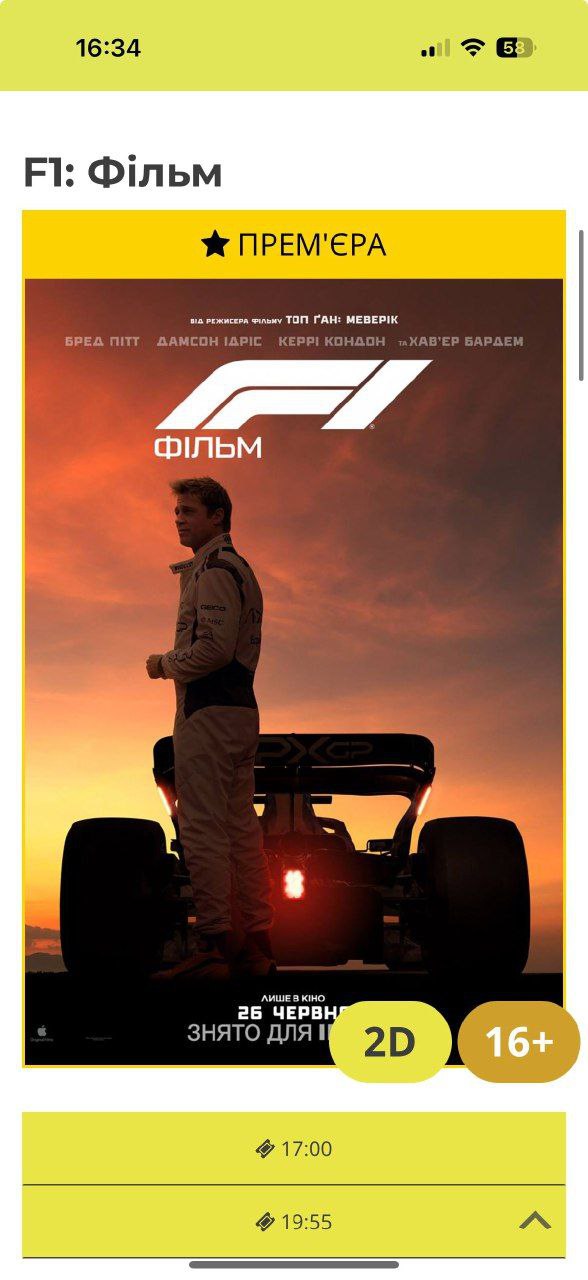 16:34
58
F1: Фільм
★ ПРЕМ'ЄРА
ВІД РЕЖИСЕРА ФІЛЬМУ ТОП ҐАН: МЕВЕРІК
БРЕД ПІТТ ДАМСОН ІДРІС КЕРРІ КОНДОН ТА ХАВ'ЄР БАРДЕМ
F1
ФІЛЬМ
GEICO
MSC
APXGP
ЛИШЕ В КІНО
26 ЧЕРВНЯ
ЗНЯТО ДЛЯ
2D
16+
17:00
19:55